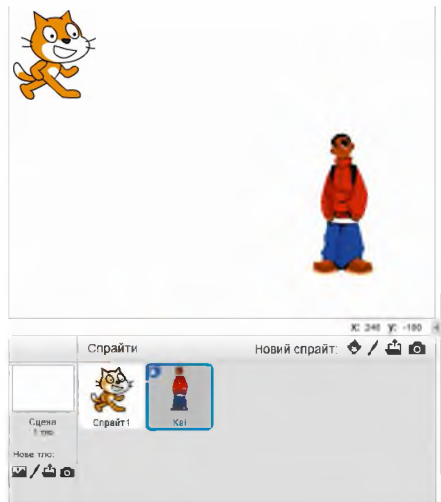 X: 240 Y: -180
Спрайти Новий спрайт:
Сцена
1 тло
Спрайт1 Kai
Нове тло: